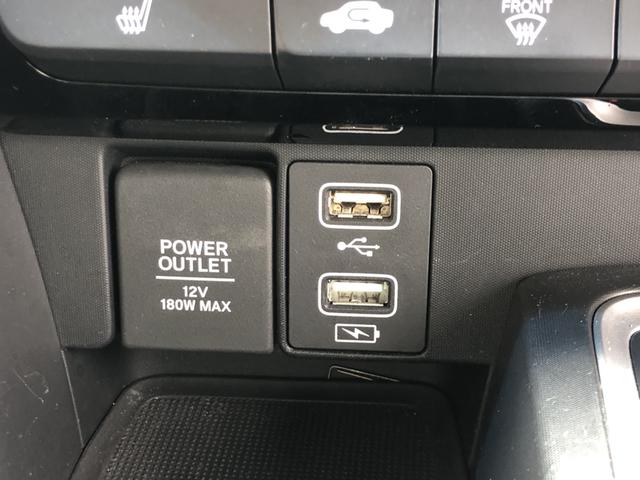 FRONT
POWER
OUTLET
12V
180W MAX